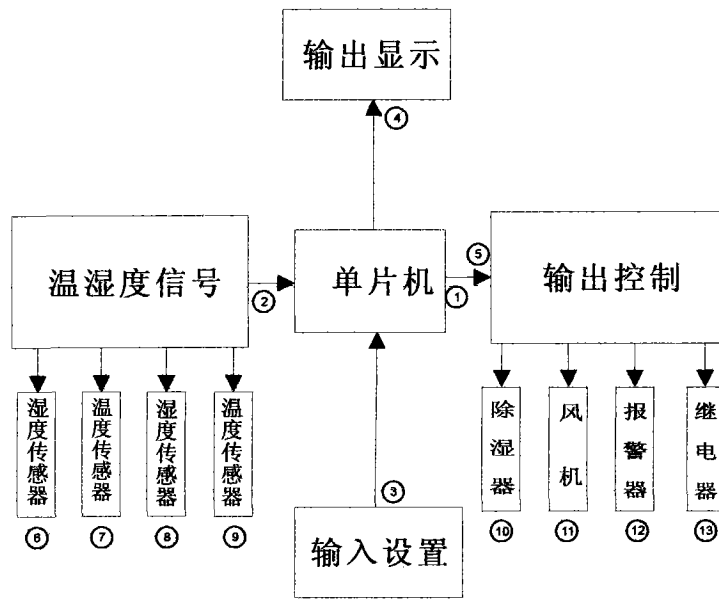 输出显示
④
温湿度信号
②
单片机
①
⑤
输出控制
湿度传感器
温度传感器
湿度传感器
温度传感器
除湿器
风机
报警器
继电器
⑥
⑦
⑧
⑨
③
⑩
⑪
⑫
⑬
输入设置